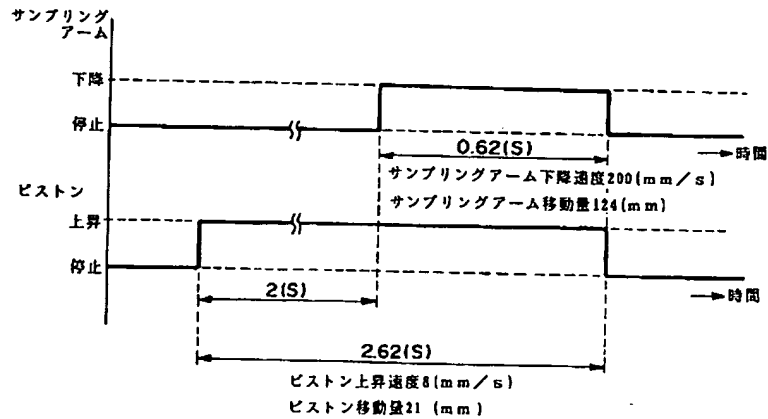 サンプリング
アーム
下降
停止
0.62(S)
時間
サンプリングアーム下降速度200(mm/s)
サンプリングアーム移動量124(mm)
ピストン
上昇
停止
2(S)
時間
2.62(S)
ピストン上昇速度8(mm/s)
ピストン移動量21 (mm)